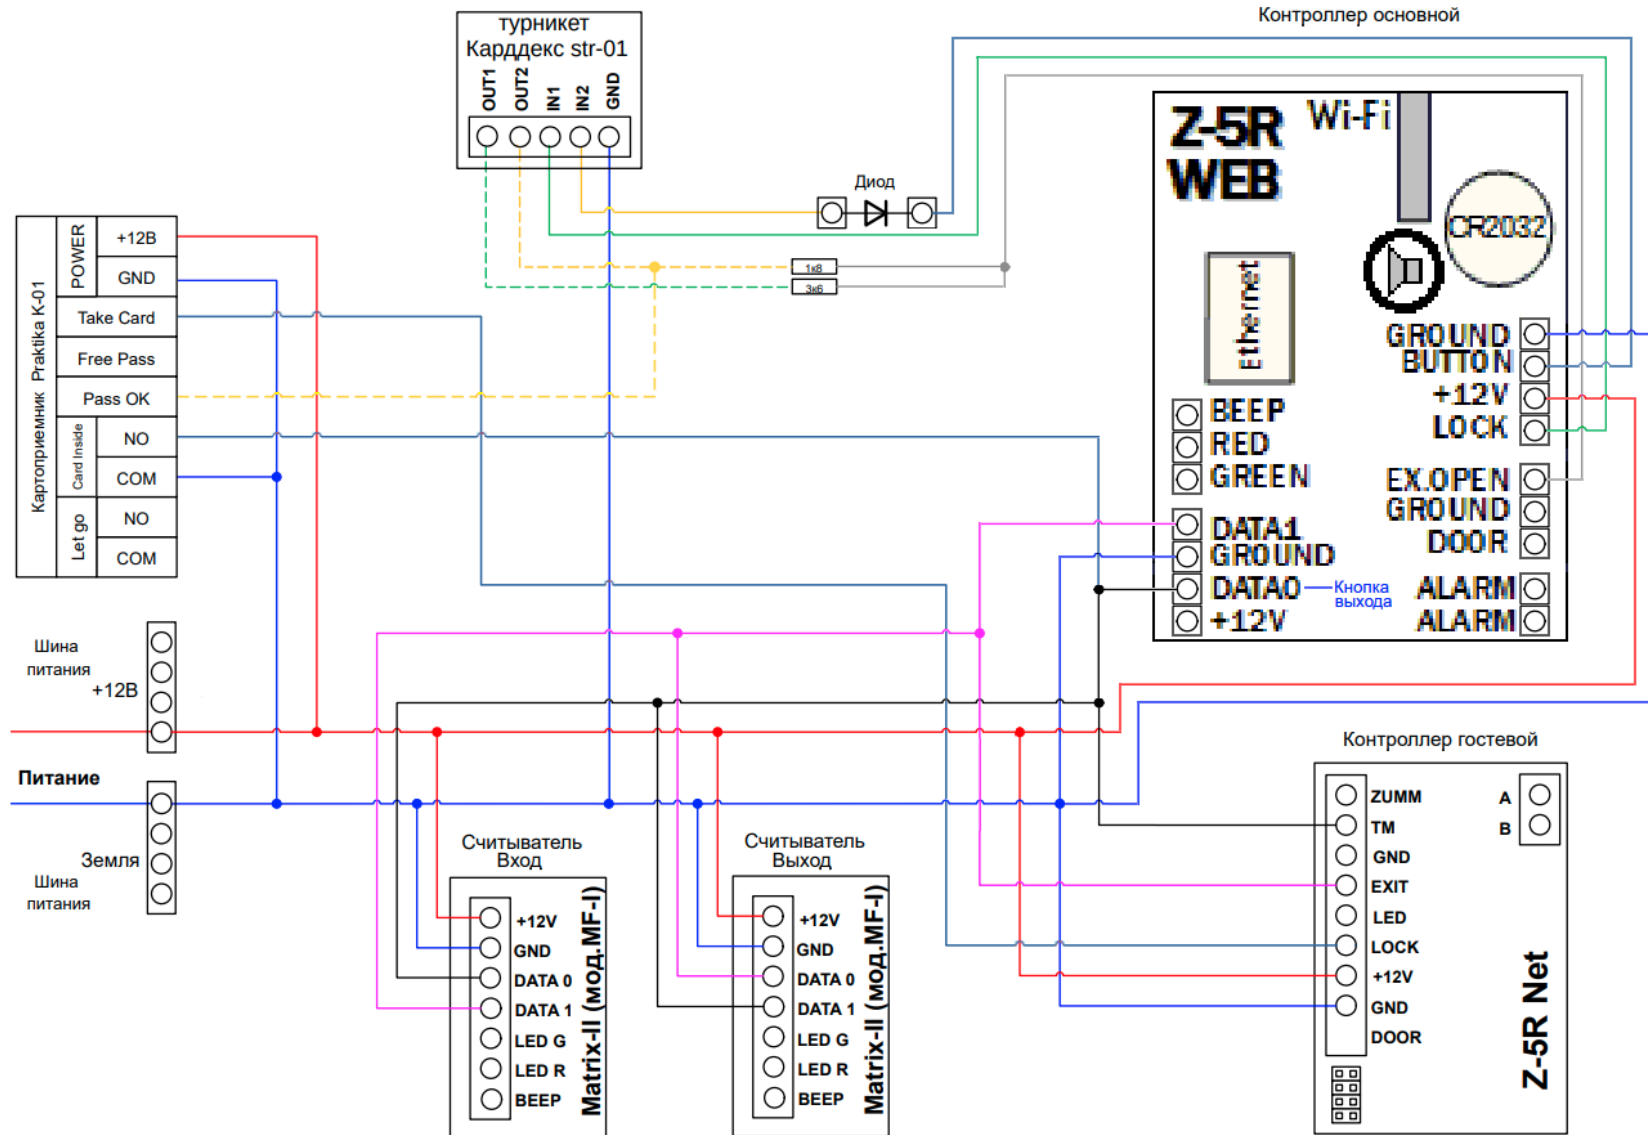 Контроллер основной
турникет
Карддекс str-01
OUT1
OUT2
IN1
IN2
GND
Диод
1к8
3к6
Z-5R
WEB
Wi-Fi
CR2032
Ethernet
GROUND
BUTTON
+12V
LOCK
EX.OPEN
GROUND
DOOR
ALARM
ALARM
BEEP
RED
GREEN
DATA1
GROUND
DATA0
+12V
Кнопка
выхода
Картоприемник Praktika K-01
POWER
+12В
GND
Take Card
Free Pass
Pass OK
Card Inside
NO
COM
Let go
NO
COM
Шина
питания
+12В
Питание
Земля
Шина
питания
Считыватель
Вход
+12V
GND
DATA 0
DATA 1
LED G
LED R
BEEP
Matrix-II (мод.MF-I)
Считыватель
Выход
+12V
GND
DATA 0
DATA 1
LED G
LED R
BEEP
Matrix-II (мод.MF-I)
Контроллер гостевой
ZUMM
TM
GND
EXIT
LED
LOCK
+12V
GND
DOOR
A
B
Z-5R Net